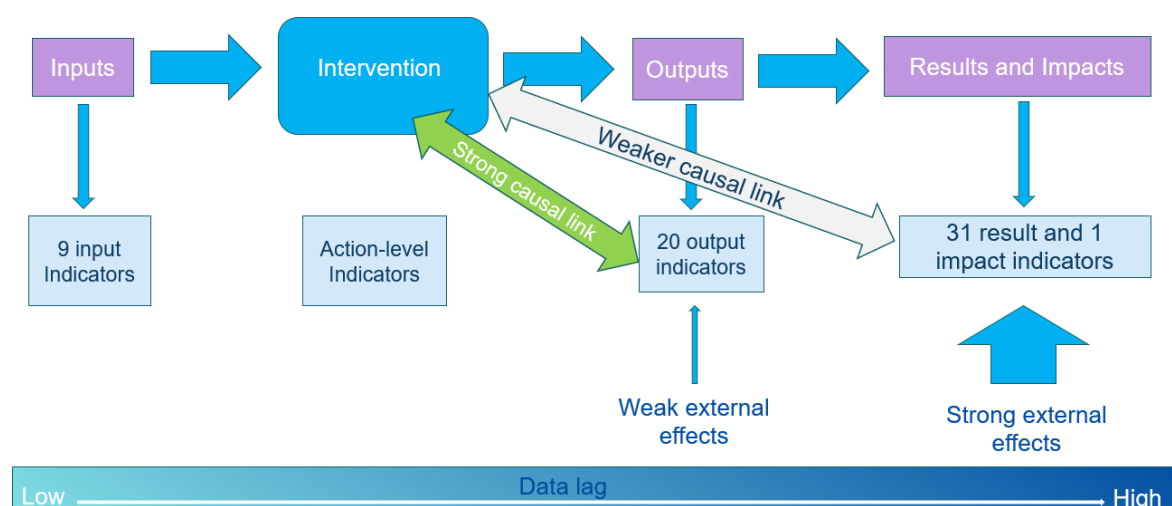 Inputs
Intervention
Outputs
Results and Impacts
Strong causal link
Weaker causal link
9 input
Indicators
Action-level
Indicators
20 output
indicators
31 result and 1
impact indicators
Weak external
effects
Strong external
effects
Data lag
Low
High